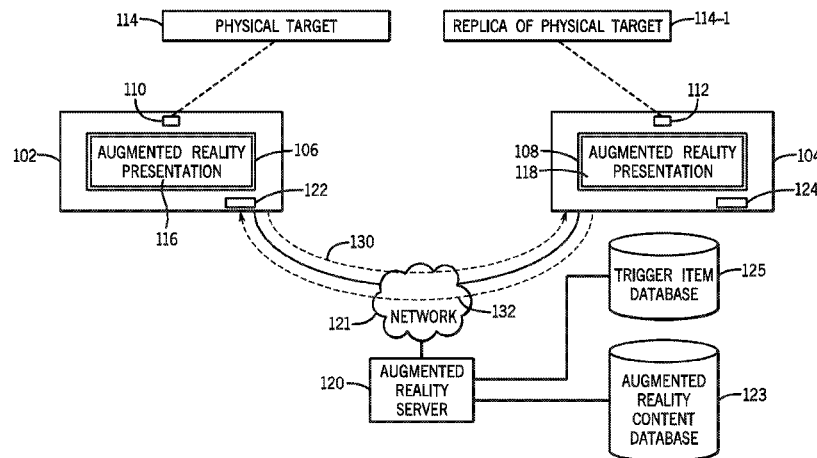 114
PHYSICAL TARGET
REPLICA OF PHYSICAL TARGET
114-1
110
112
102
AUGMENTED REALITY
PRESENTATION
106
122
116
108
118
AUGMENTED REALITY
PRESENTATION
104
124
130
121
NETWORK
132
TRIGGER ITEM
DATABASE
125
120
AUGMENTED
REALITY
SERVER
AUGMENTED
REALITY
CONTENT
DATABASE
123